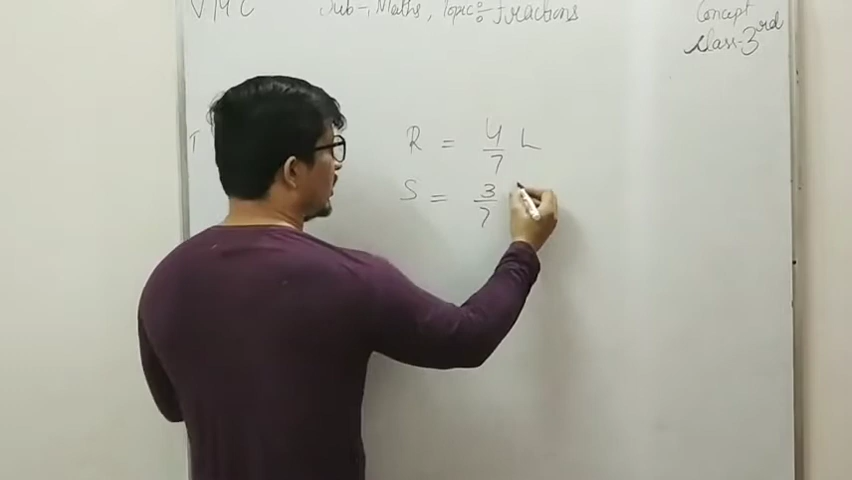 VMC Sub-, Maths, Topic:- fractions Concept
class-3rd
T R = 4/7 L
S = 3/7